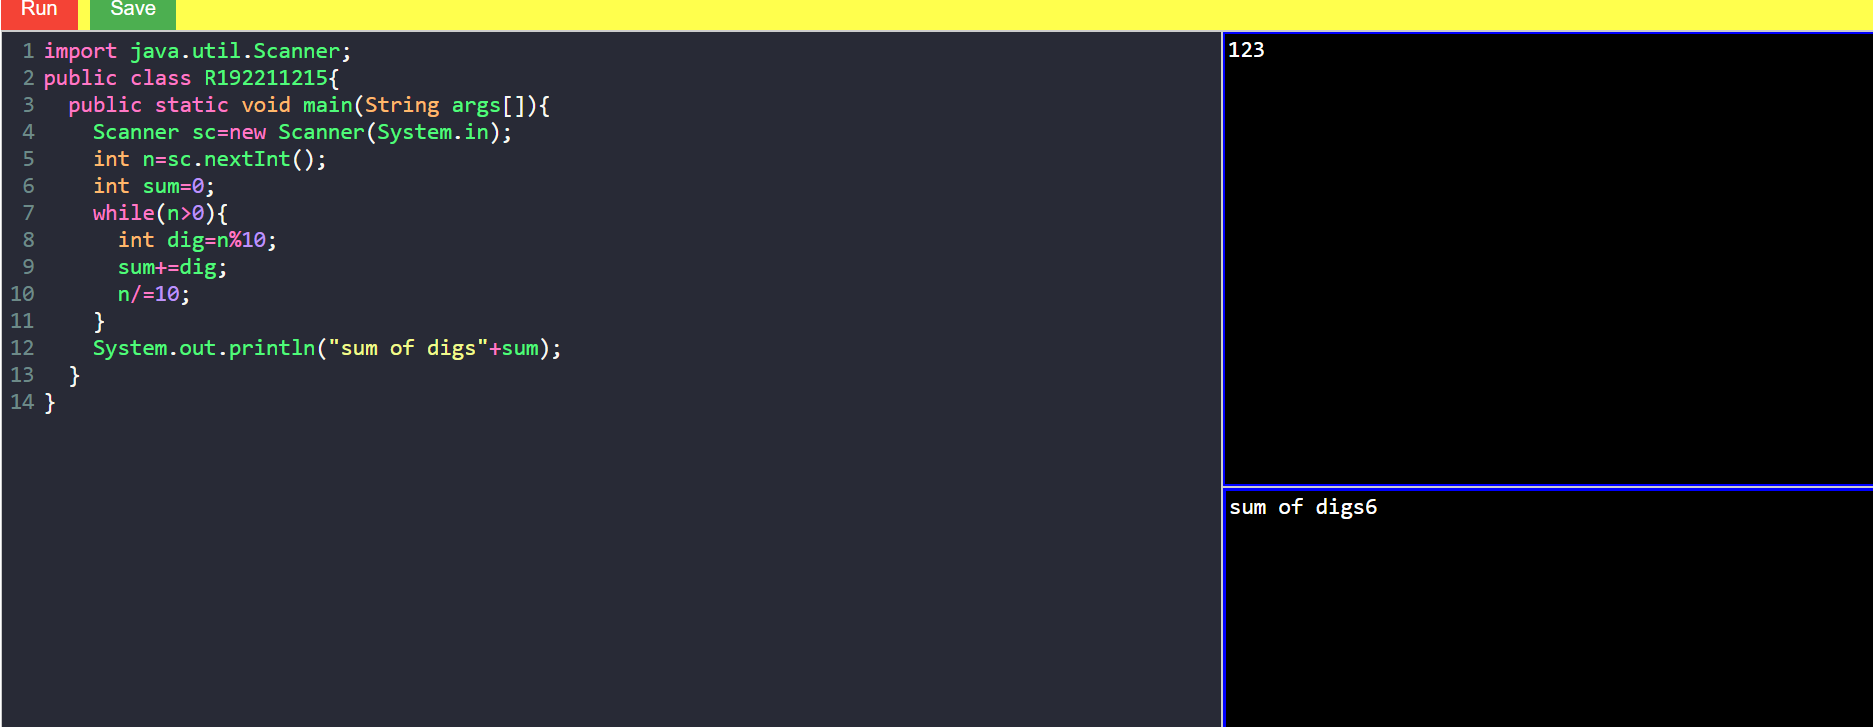 Run Save
1 import java.util.Scanner;
2 public class R192211215{
3   public static void main(String args[]){
4     Scanner sc=new Scanner(System.in);
5     int n=sc.nextInt();
6     int sum=0;
7     while(n>0){
8       int dig=n%10;
9       sum+=dig;
10       n/=10;
11     }
12     System.out.println("sum of digs"+sum);
13   }
14 }
123
sum of digs6